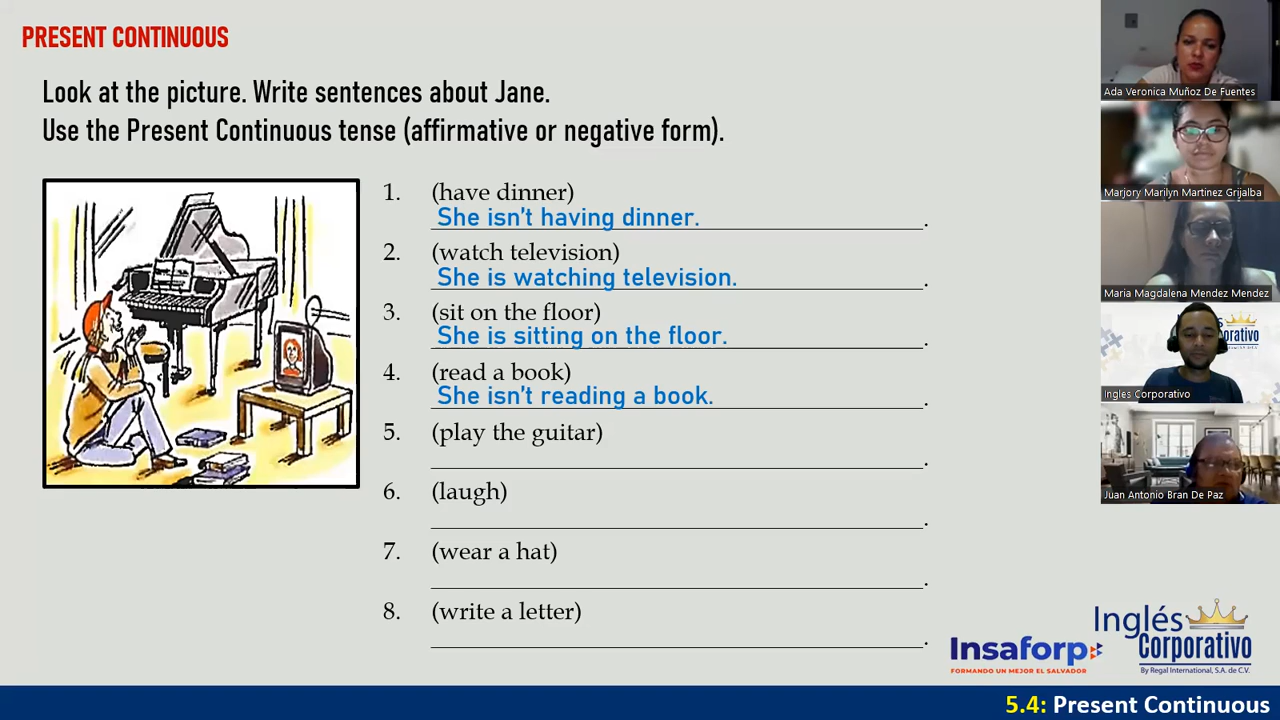 PRESENT CONTINUOUS
Look at the picture. Write sentences about Jane.
Use the Present Continuous tense (affirmative or negative form).
1. (have dinner)
She isn't having dinner.
2. (watch television)
She is watching television.
3. (sit on the floor)
She is sitting on the floor.
4. (read a book)
She isn't reading a book.
5. (play the guitar)
.
6. (laugh)
.
7. (wear a hat)
.
8. (write a letter)
.
Ada Veronica Muñoz De Fuentes
Marjory Marilyn Martinez Grijalba
Maria Magdalena Mendez Mendez
Ingles Corporativo
Juan Antonio Bran De Paz
Insaforp
FORMANDO UN MEJOR EL SALVADOR
Inglés
Corporativo
By Regal International, S.A. de C.V.
5.4: Present Continuous